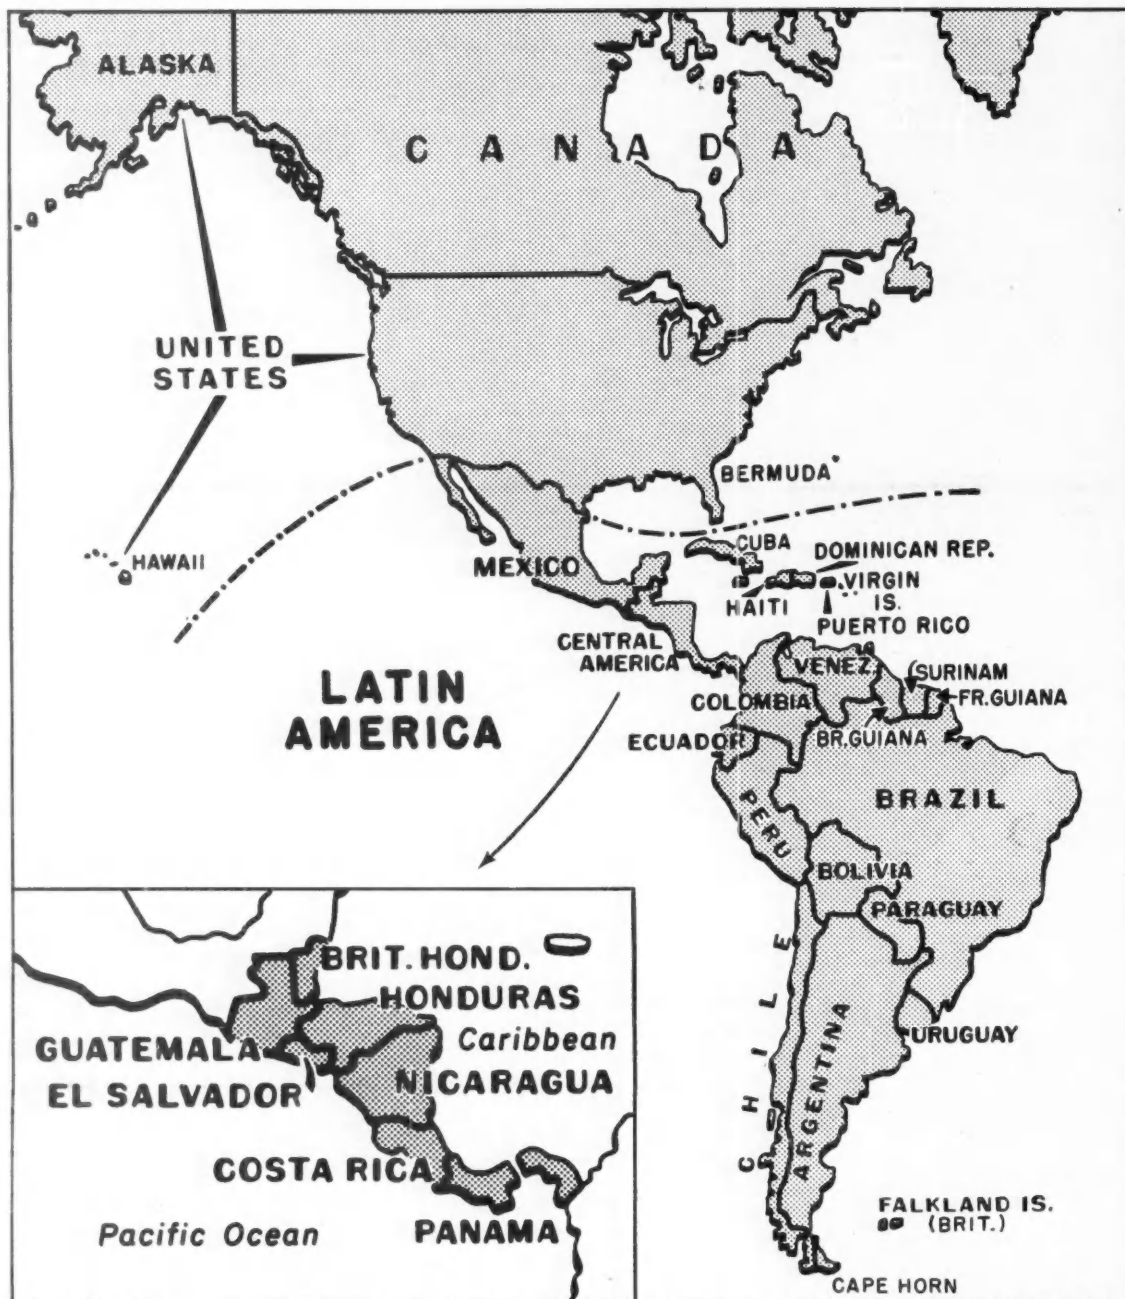 ALASKA
CANADA
UNITED
STATES
BERMUDA
HAWAII
MEXICO
CUBA
DOMINICAN REP.
HAITI
VIRGIN
IS.
PUERTO RICO
CENTRAL
AMERICA
LATIN
AMERICA
VENEZ.
SURINAM
COLOMBIA
FR. GUIANA
ECUADOR
BR. GUIANA
BRAZIL
PERU
BOLIVIA
PARAGUAY
CHILE
ARGENTINA
URUGUAY
FALKLAND IS.
(BRIT.)
CAPE HORN
BRIT. HOND.
HONDURAS
Caribbean
GUATEMALA
EL SALVADOR
NICARAGUA
COSTA RICA
PANAMA
Pacific Ocean